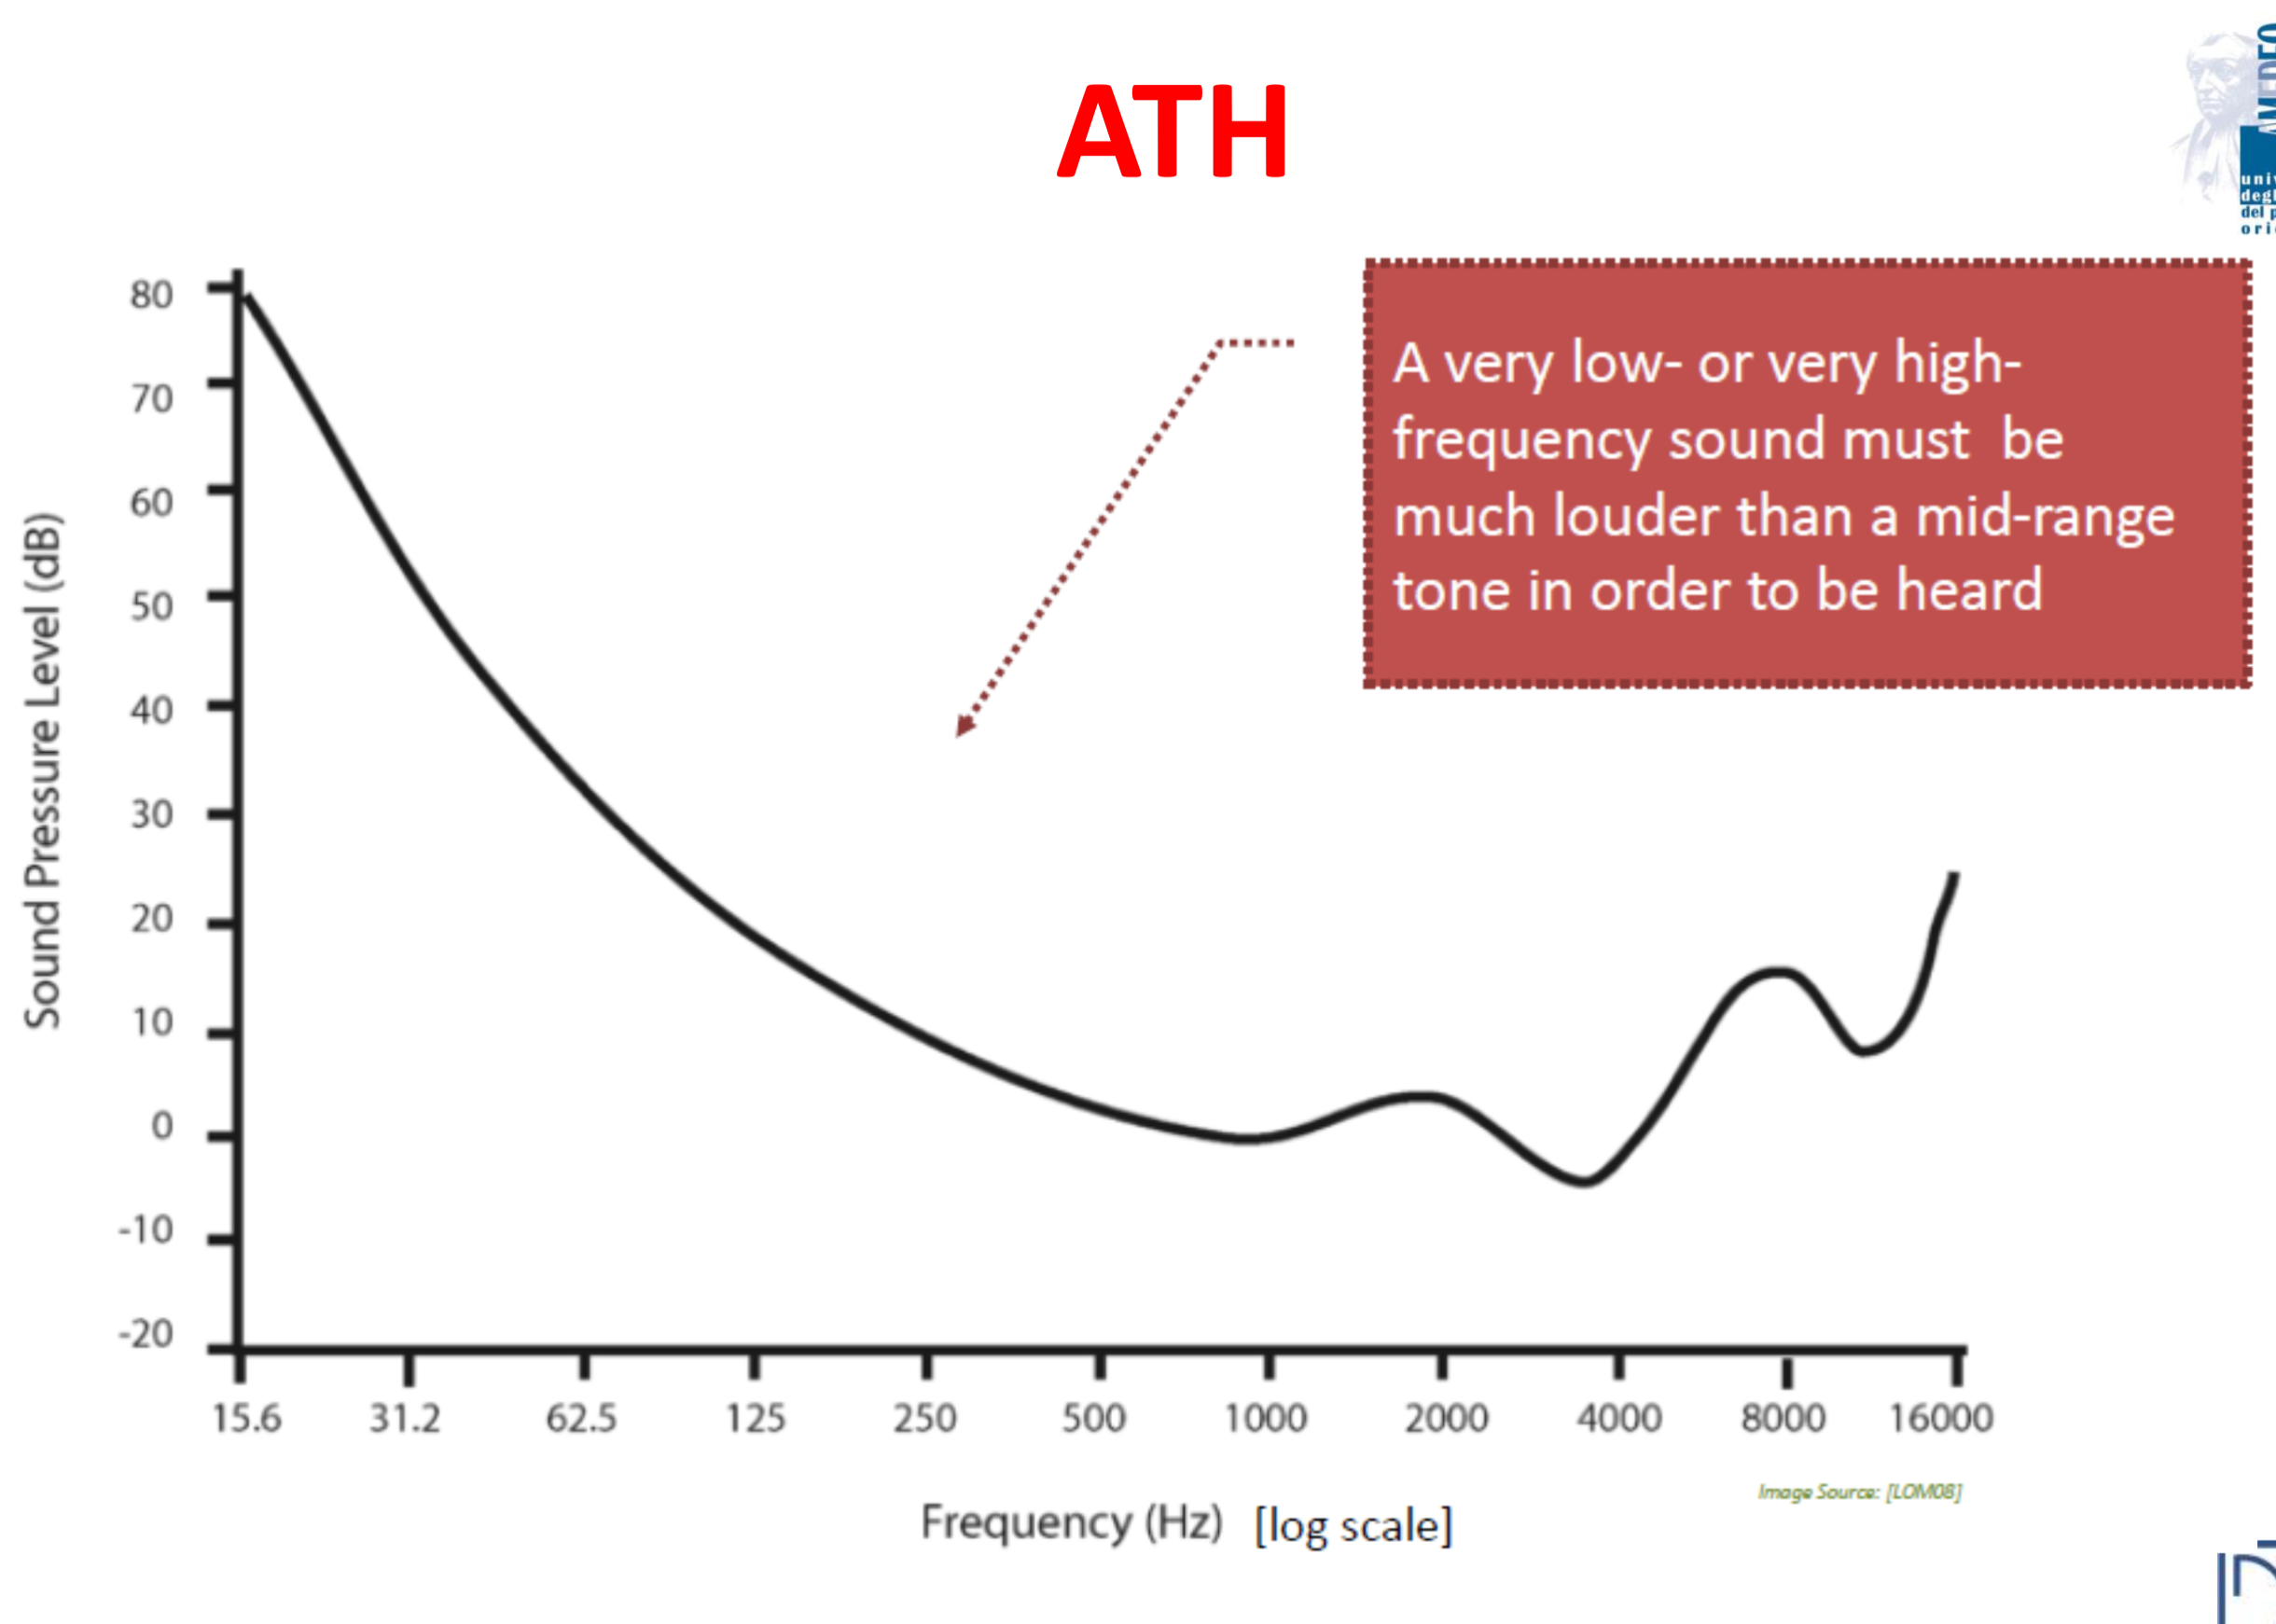 ATH
A very low- or very high-
frequency sound must be
much louder than a mid-range
tone in order to be heard
Sound Pressure Level (dB)
80
70
60
50
40
30
20
10
0
-10
-20
15.6 31.2 62.5 125 250 500 1000 2000 4000 8000 16000
Image Source: [LOM08]
Frequency (Hz) [log scale]